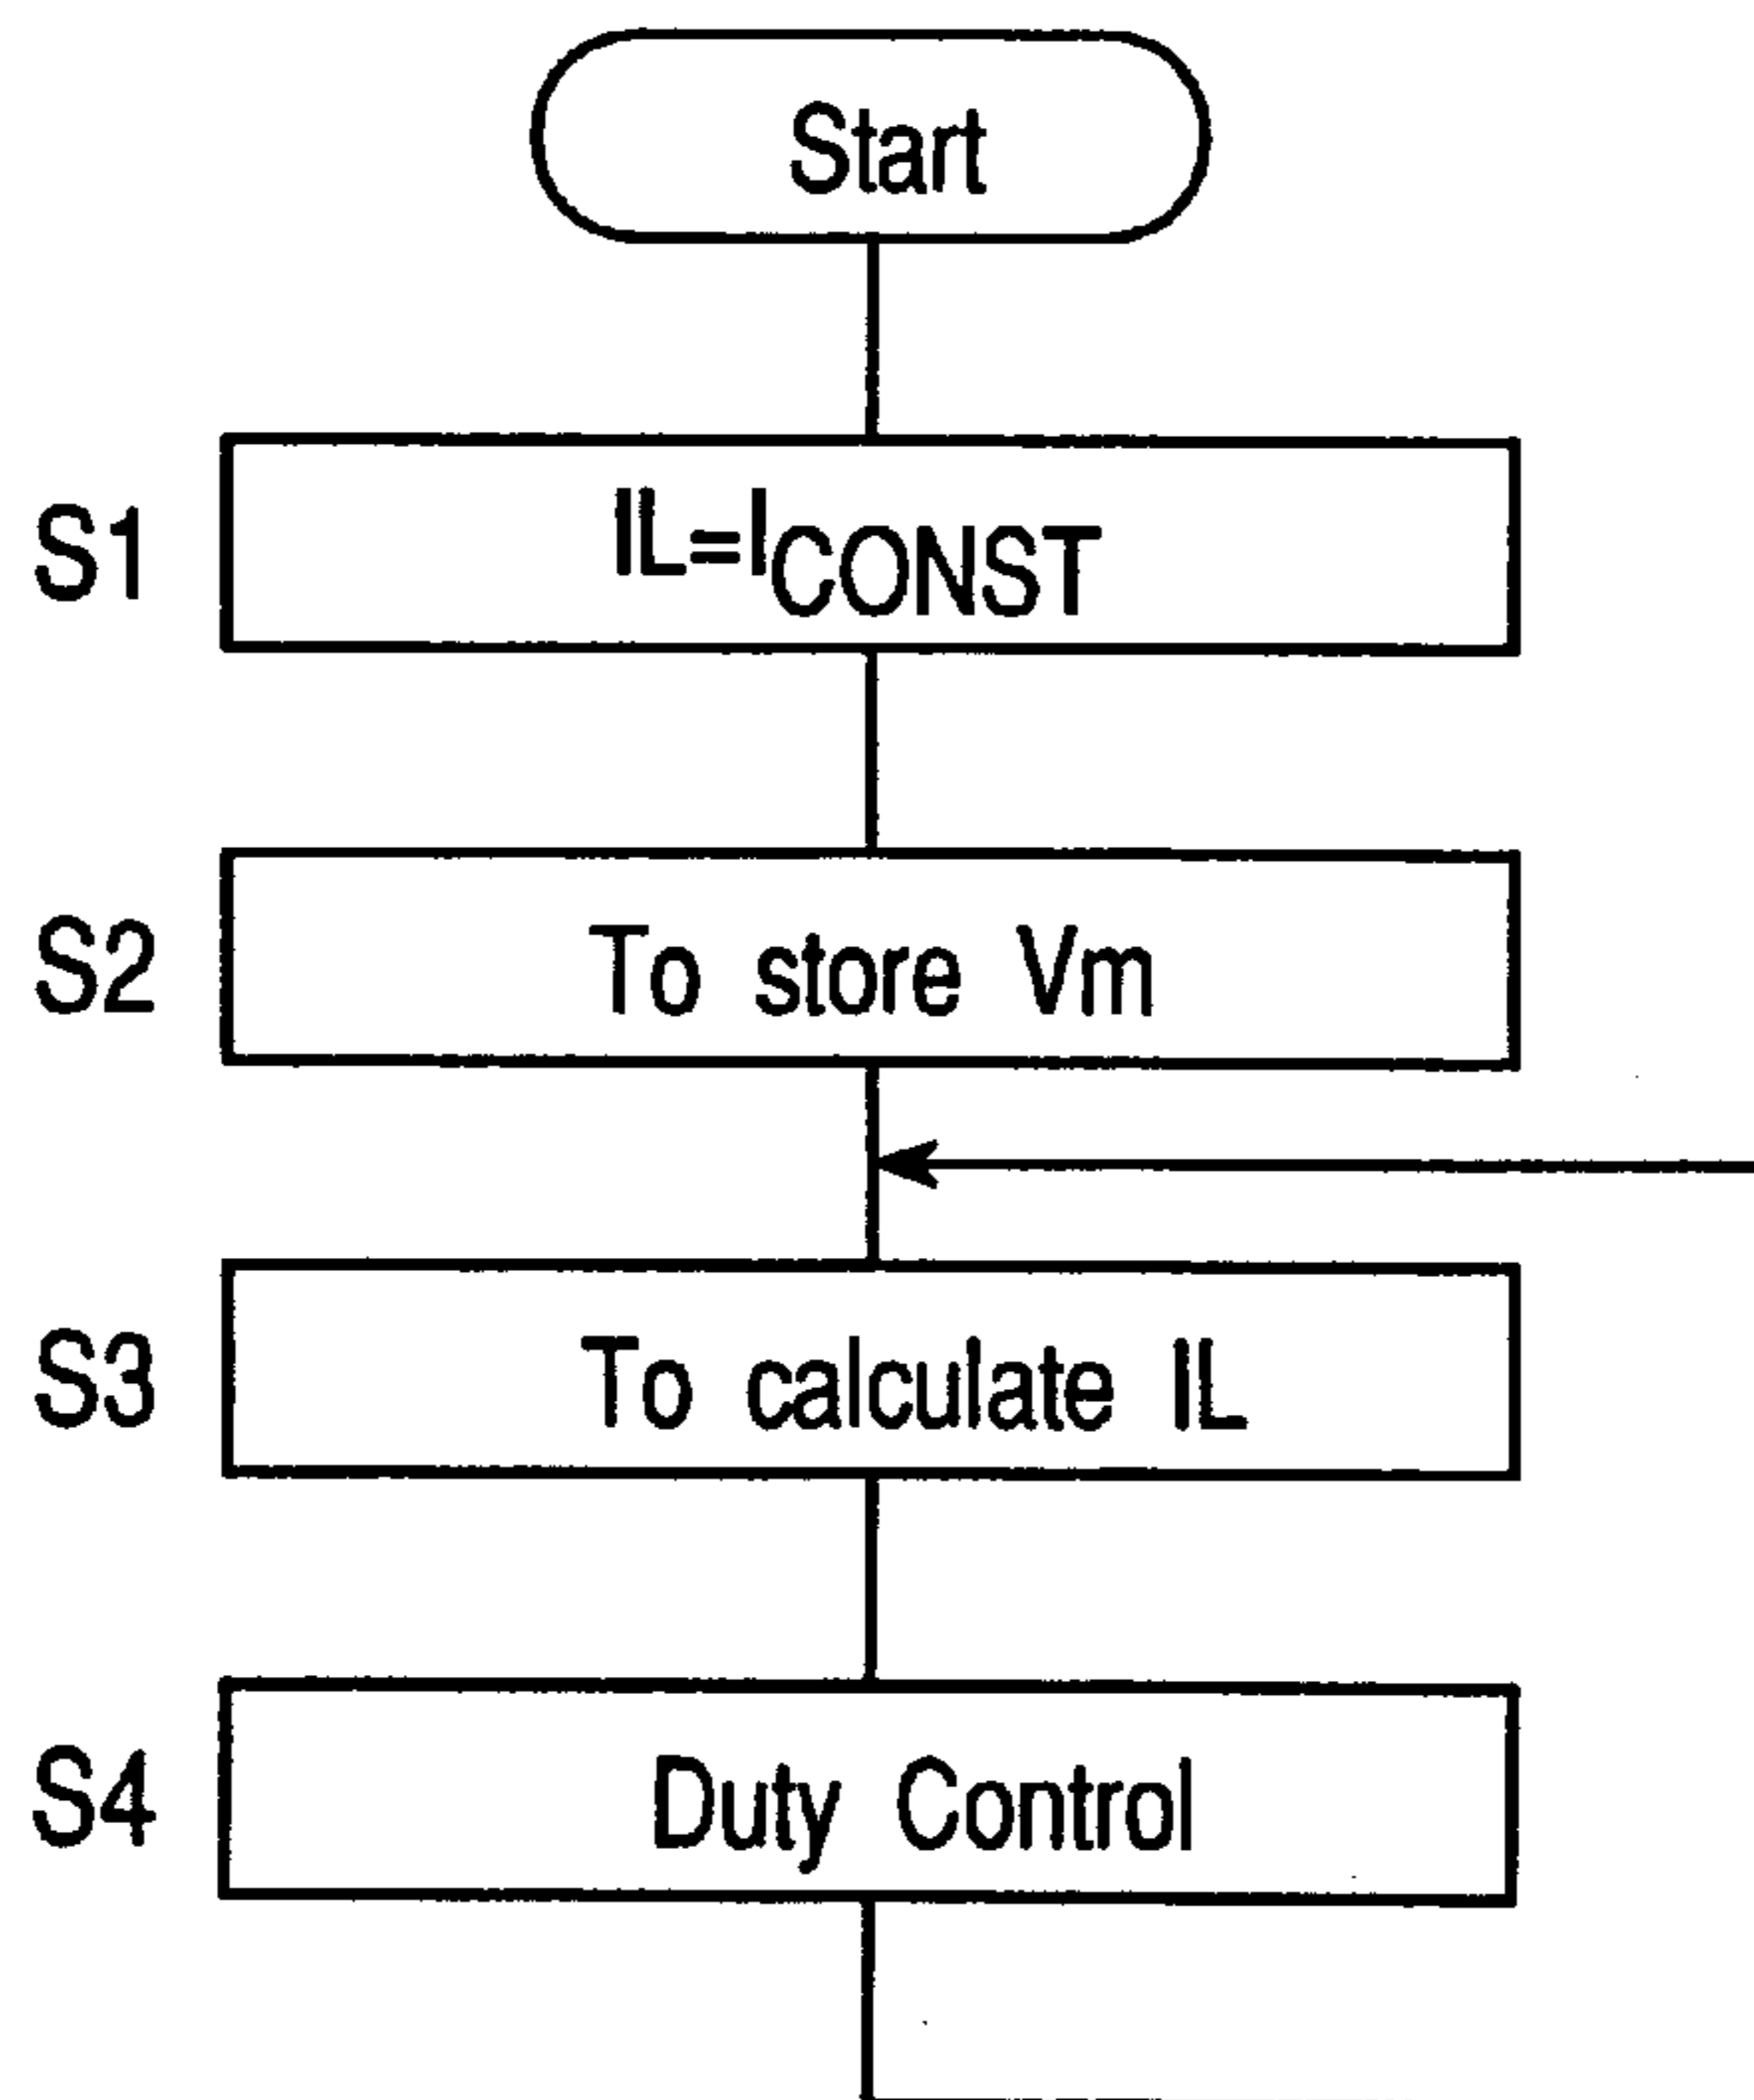 Start
S1 IL=ICONST
S2 To store Vm
S3 To calculate IL
S4 Duty Control